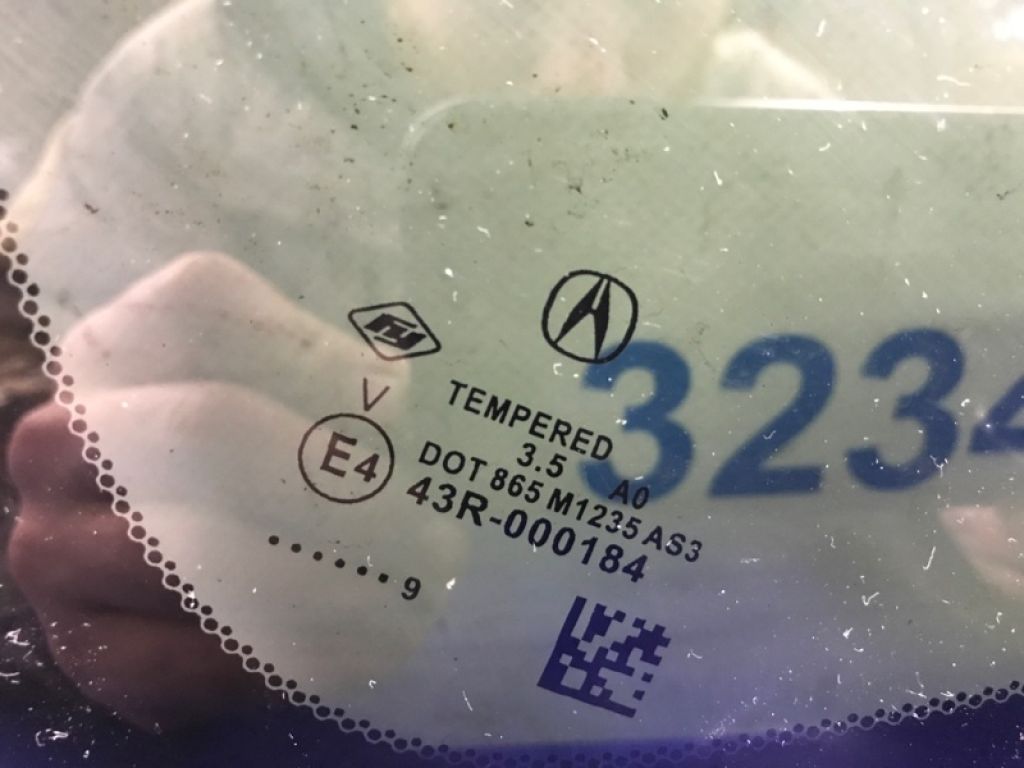 V
TEMPERED
3.5 A0
E4
DOT 865 M1235 AS3
43R-000184
.......9
3234